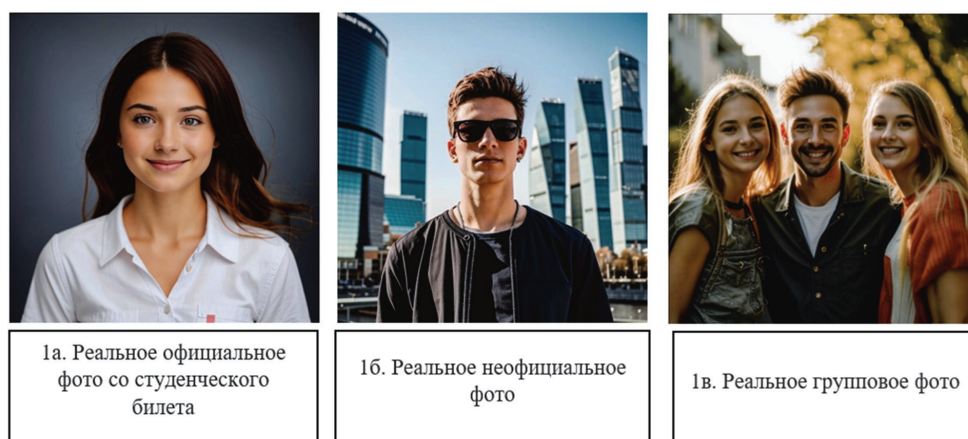 1а. Реальное официальное
фото со студенческого
билета
1б. Реальное неофициальное
фото
1в. Реальное групповое фото